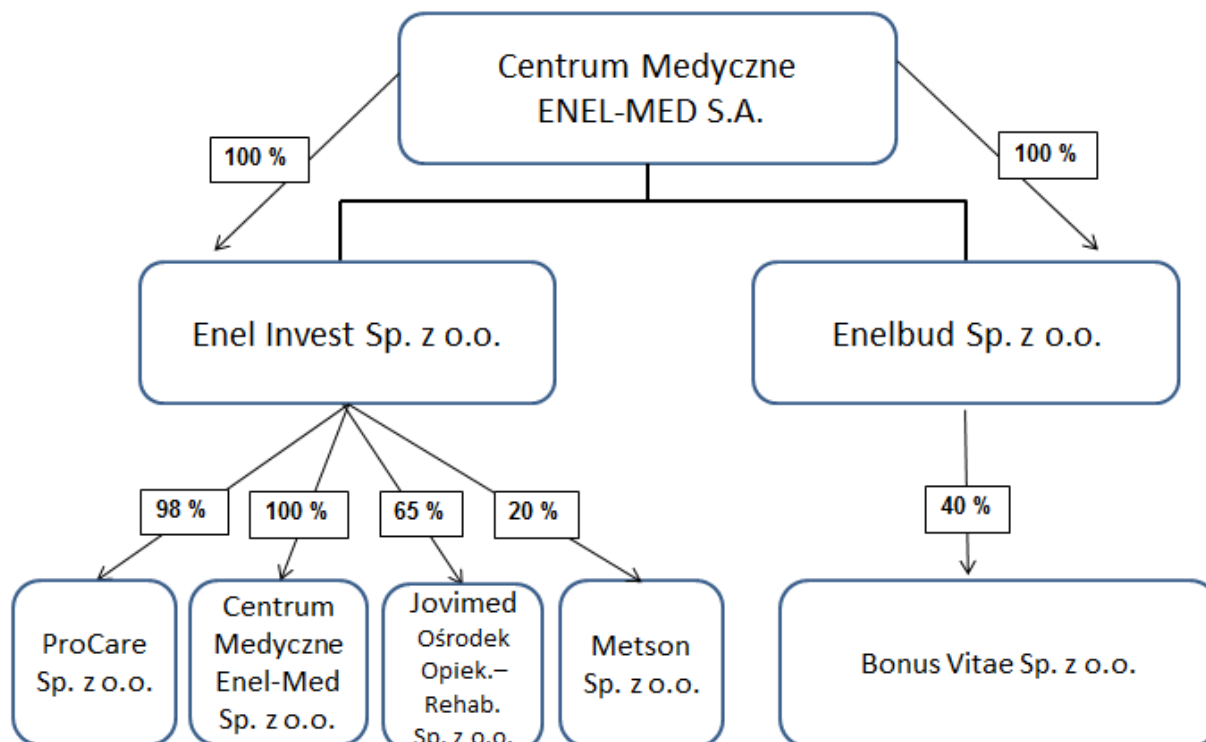 Centrum Medyczne
ENEL-MED S.A.
100 %
100 %
Enel Invest Sp. z o.o.
Enelbud Sp. z o.o.
98 %
100 %
65 %
20 %
40 %
ProCare
Sp. z o.o.
Centrum
Medyczne
Enel-Med
Sp. z o.o.
Jovimed
Ośrodek
Opiek.–
Rehab.
Sp. z o.o.
Metson
Sp. z o.o.
Bonus Vitae Sp. z o.o.